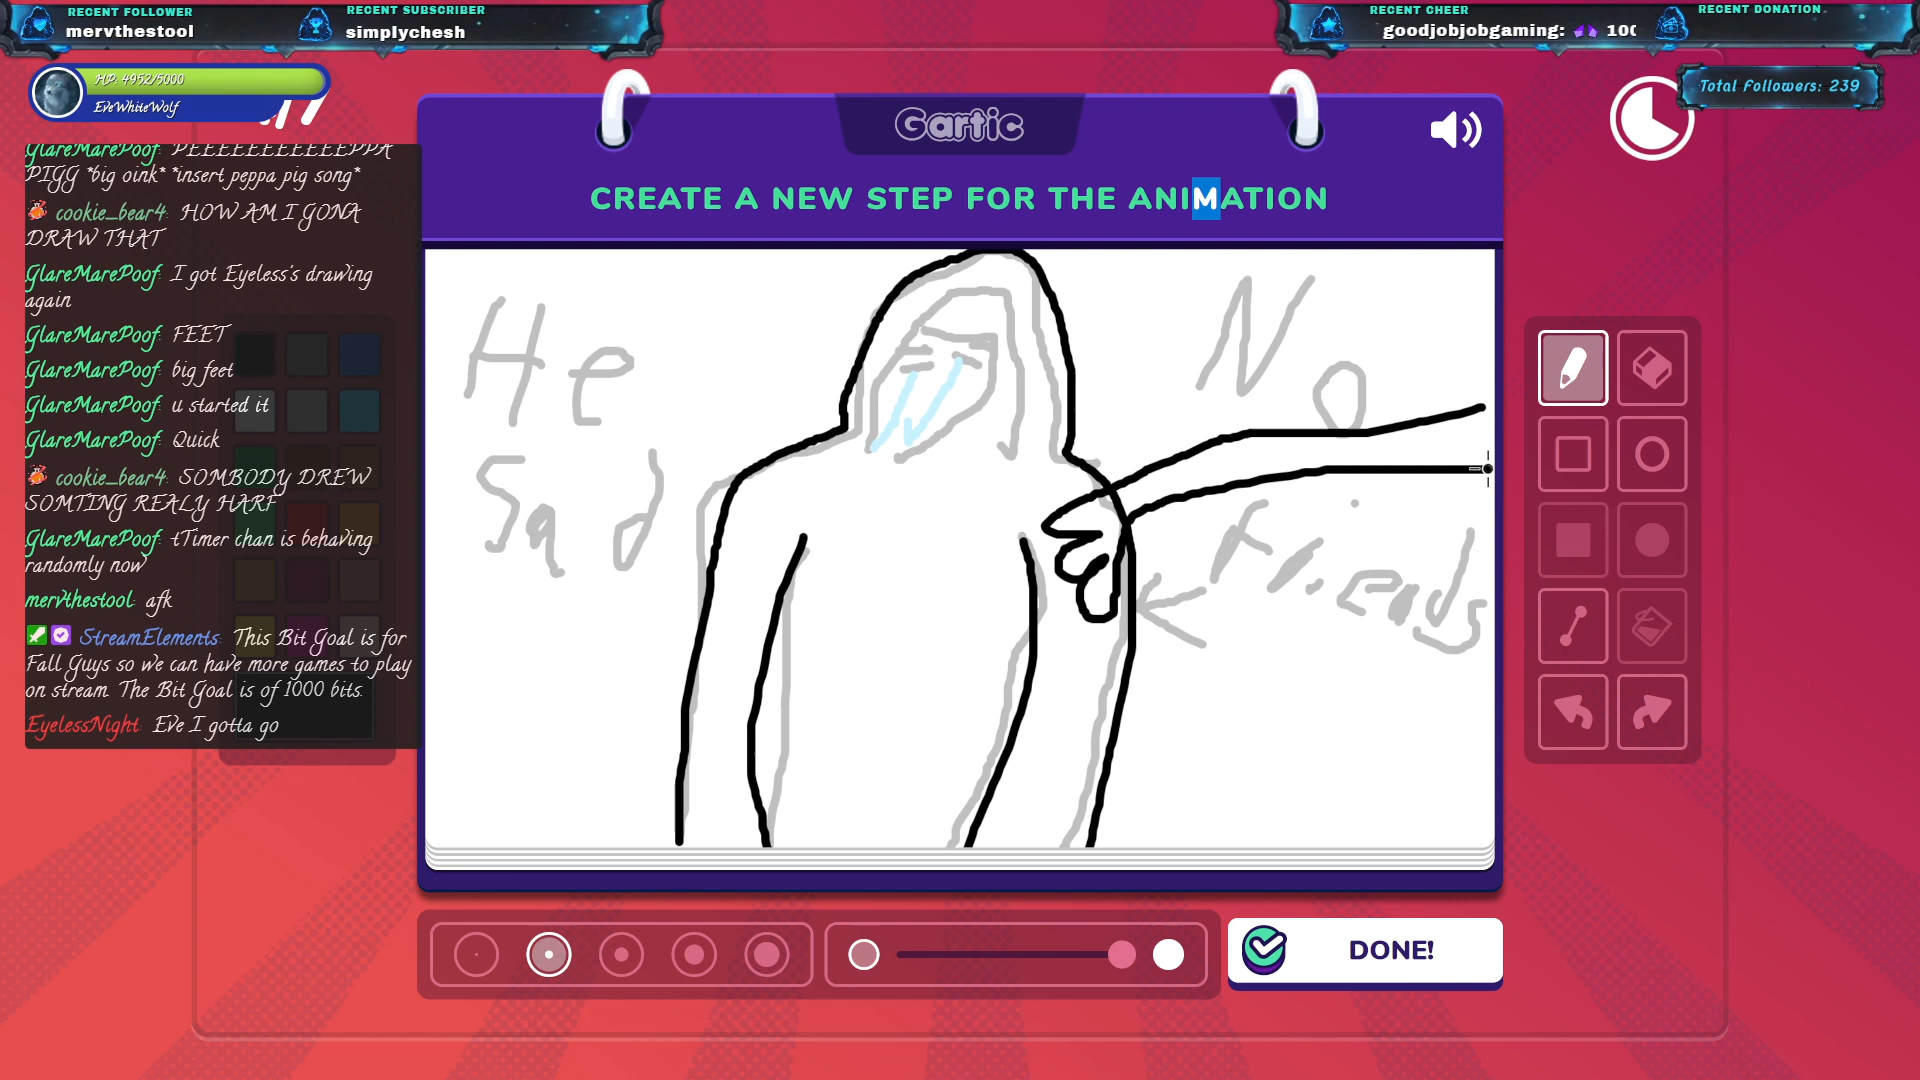 RECENT FOLLOWER
mervthestool
RECENT SUBSCRIBER
simplychesh
RECENT CHEER
goodjobjobgaming: 100
RECENT DONATION
Total Followers: 239
HP: 4952/5000
EveWhiteWolf
Gartic
CREATE A NEW STEP FOR THE ANIMATION
GlareMarePoof: PEEEEEEEEEEEPPA
PIGG *big oink* *insert peppa pig song*
cookie_bear4: HOW AM I GONA
DRAW THAT
GlareMarePoof: I got Eyeless's drawing
again
GlareMarePoof: FEET
GlareMarePoof: big feet
GlareMarePoof: u started it
GlareMarePoof: Quick
cookie_bear4: SOMBODY DREW
SOMTING REALY HARF
GlareMarePoof: tTimer chan is behaving
randomly now
mervthestool: afk
StreamElements: This Bit Goal is for
Fall Guys so we can have more games to play
on stream. The Bit Goal is of 1000 bits.
EyelessNight: Eve I gotta go
He
Sad
No
friends
DONE!